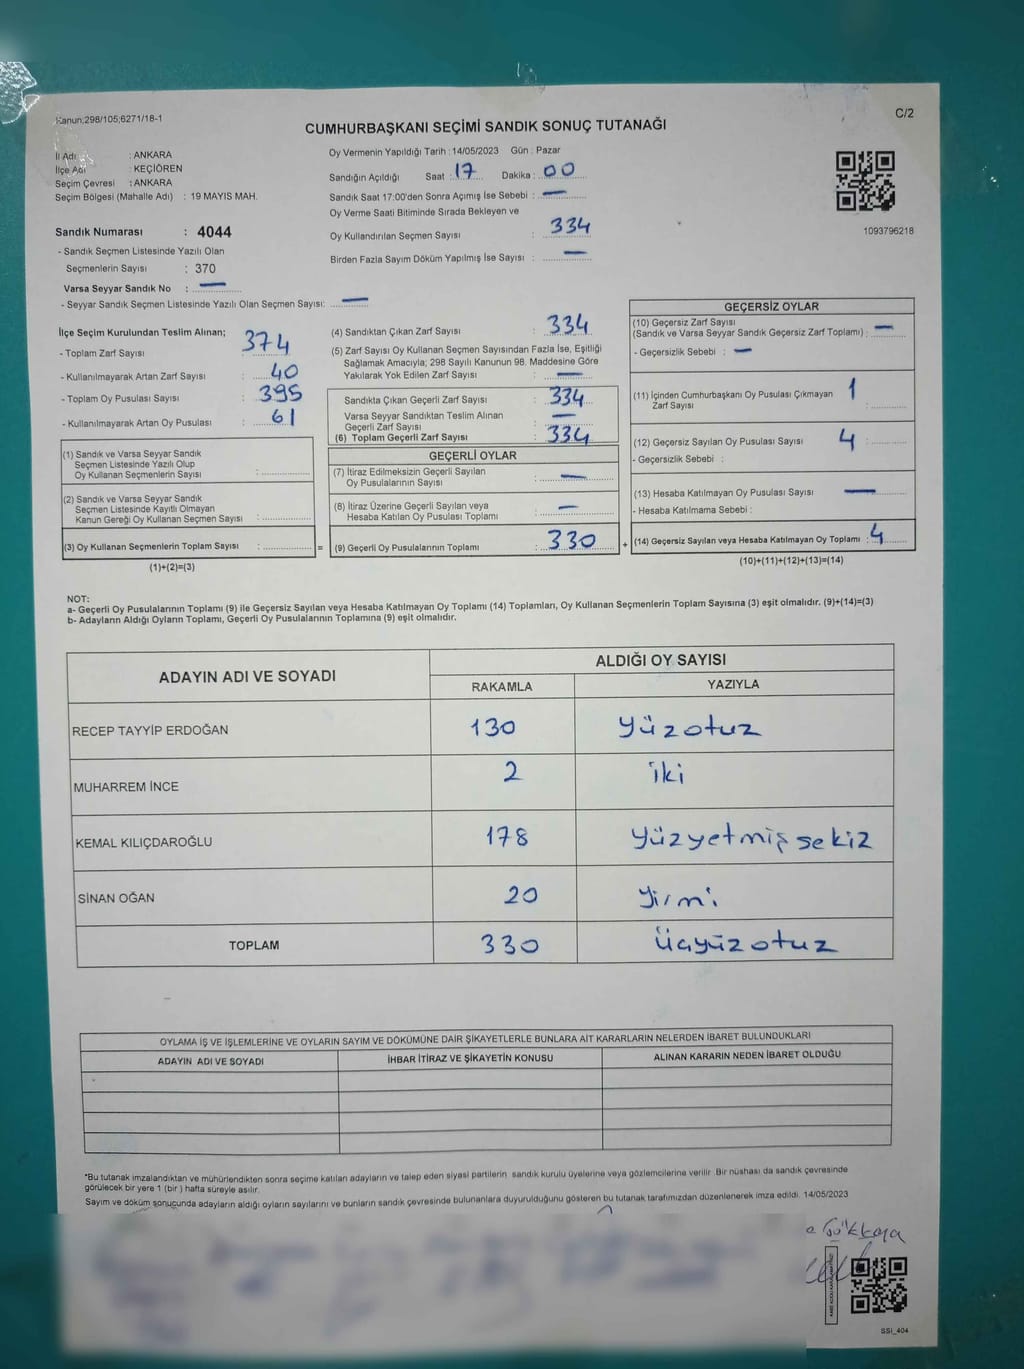 Kanun;298/105;6271/18-1
C/2
CUMHURBAŞKANI SEÇİMİ SANDIK SONUÇ TUTANAĞI
İl Adı : ANKARA
İlçe Adı : KEÇİÖREN
Seçim Çevresi : ANKARA
Seçim Bölgesi (Mahalle Adı) : 19 MAYIS MAH.
Sandık Numarası : 4044
- Sandık Seçmen Listesinde Yazılı Olan
Seçmenlerin Sayısı : 370
Varsa Seyyar Sandık No : —
- Seyyar Sandık Seçmen Listesinde Yazılı Olan Seçmen Sayısı: —
Oy Vermenin Yapıldığı Tarih : 14/05/2023 Gün : Pazar
Sandığın Açıldığı Saat : 17 Dakika : 00
Sandık Saat 17:00'den Sonra Açımış İse Sebebi : —
Oy Verme Saati Bitiminde Sırada Bekleyen ve
Oy Kullandırılan Seçmen Sayısı : 334
Birden Fazla Sayım Döküm Yapılmış İse Sayısı : —
1093796218
İlçe Seçim Kurulundan Teslim Alınan;
- Toplam Zarf Sayısı 374
- Kullanılmayarak Artan Zarf Sayısı : 40
- Toplam Oy Pusulası Sayısı : 395
- Kullanılmayarak Artan Oy Pusulası : 61
(1) Sandık ve Varsa Seyyar Sandık
Seçmen Listesinde Yazılı Olup
Oy Kullanan Seçmenlerin Sayısı :
(2) Sandık ve Varsa Seyyar Sandık
Seçmen Listesinde Kayıtlı Olmayan
Kanun Gereği Oy Kullanan Seçmen Sayısı :
(3) Oy Kullanan Seçmenlerin Toplam Sayısı : =
(1)+(2)=(3)
(4) Sandıktan Çıkan Zarf Sayısı : 334
(5) Zarf Sayısı Oy Kullanan Seçmen Sayısından Fazla İse, Eşitliği
Sağlamak Amacıyla; 298 Sayılı Kanunun 98. Maddesine Göre
Yakılarak Yok Edilen Zarf Sayısı : —
Sandıkta Çıkan Geçerli Zarf Sayısı : 334
Varsa Seyyar Sandıktan Teslim Alınan
Geçerli Zarf Sayısı : —
(6) Toplam Geçerli Zarf Sayısı : 334
GEÇERLİ OYLAR
(7) İtiraz Edilmeksizin Geçerli Sayılan
Oy Pusulalarının Sayısı : —
(8) İtiraz Üzerine Geçerli Sayılan veya
Hesaba Katılan Oy Pusulası Toplamı : —
(9) Geçerli Oy Pusulalarının Toplamı : 330 +
GEÇERSİZ OYLAR
(10) Geçersiz Zarf Sayısı
(Sandık ve Varsa Seyyar Sandık Geçersiz Zarf Toplamı) : —
- Geçersizlik Sebebi : —
(11) İçinden Cumhurbaşkanı Oy Pusulası Çıkmayan
Zarf Sayısı : 1
(12) Geçersiz Sayılan Oy Pusulası Sayısı : 4
- Geçersizlik Sebebi :
(13) Hesaba Katılmayan Oy Pusulası Sayısı : —
- Hesaba Katılmama Sebebi :
(14) Geçersiz Sayılan veya Hesaba Katılmayan Oy Toplamı : 4
(10)+(11)+(12)+(13)=(14)
NOT:
a- Geçerli Oy Pusulalarının Toplamı (9) ile Geçersiz Sayılan veya Hesaba Katılmayan Oy Toplamı (14) Toplamları, Oy Kullanan Seçmenlerin Toplam Sayısına (3) eşit olmalıdır. (9)+(14)=(3)
b- Adayların Aldığı Oyların Toplamı, Geçerli Oy Pusulalarının Toplamına (9) eşit olmalıdır.
ADAYIN ADI VE SOYADI
ALDIĞI OY SAYISI
RAKAMLA YAZIYLA
RECEP TAYYİP ERDOĞAN 130 yüzotuz
MUHARREM İNCE 2 iki
KEMAL KILIÇDAROĞLU 178 yüzyetmişsekiz
SİNAN OĞAN 20 yirmi
TOPLAM 330 üçyüzotuz
OYLAMA İŞ VE İŞLEMLERİNE VE OYLARIN SAYIM VE DÖKÜMÜNE DAİR ŞİKAYETLERLE BUNLARA AİT KARARLARIN NELERDEN İBARET BULUNDUKLARI
ADAYIN ADI VE SOYADI İHBAR İTİRAZ VE ŞİKAYETİN KONUSU ALINAN KARARIN NEDEN İBARET OLDUĞU
*Bu tutanak imzalandıktan ve mühürlendikten sonra seçime katılan adayların ve talep eden siyasi partilerin sandık kurulu üyelerine veya gözlemcilerine verilir. Bir nüshası da sandık çevresinde
görülecek bir yere 1 (bir) hafta süreyle asılır.
Sayım ve döküm sonucunda adayların aldığı oyların sayılarını ve bunların sandık çevresinde bulunanlara duyurulduğunu gösteren bu tutanak tarafımızdan düzenlenerek imza edildi. 14/05/2023
Gökkaya
SSI_404